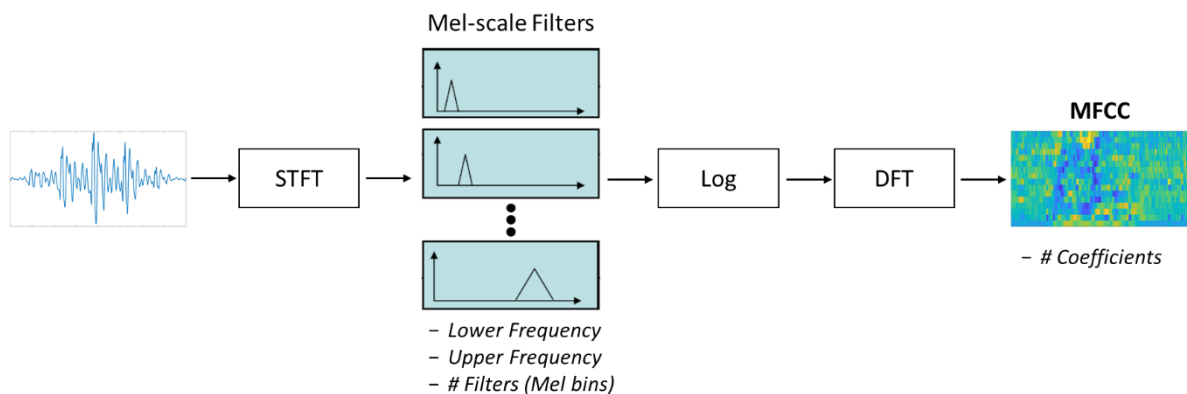 Mel-scale Filters
STFT
Log
DFT
MFCC
– # Coefficients
– Lower Frequency
– Upper Frequency
– # Filters (Mel bins)